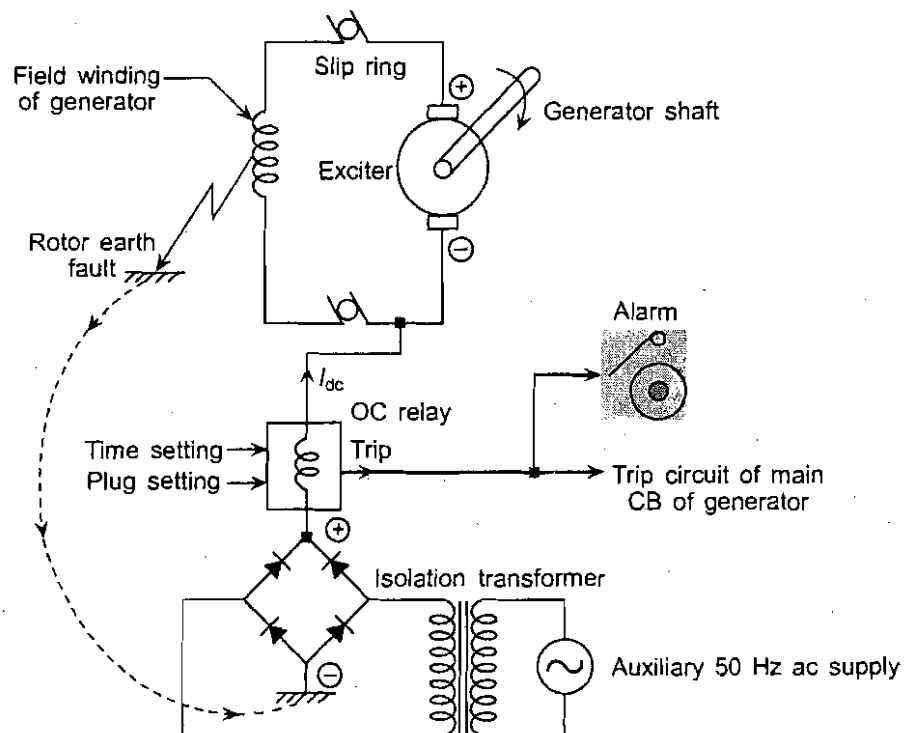 Slip ring
Field winding
of generator
+
Generator shaft
Exciter
−
Rotor earth
fault
Alarm
I_dc
OC relay
Time setting
Trip
Plug setting
Trip circuit of main
CB of generator
+
Isolation transformer
−
Auxiliary 50 Hz ac supply